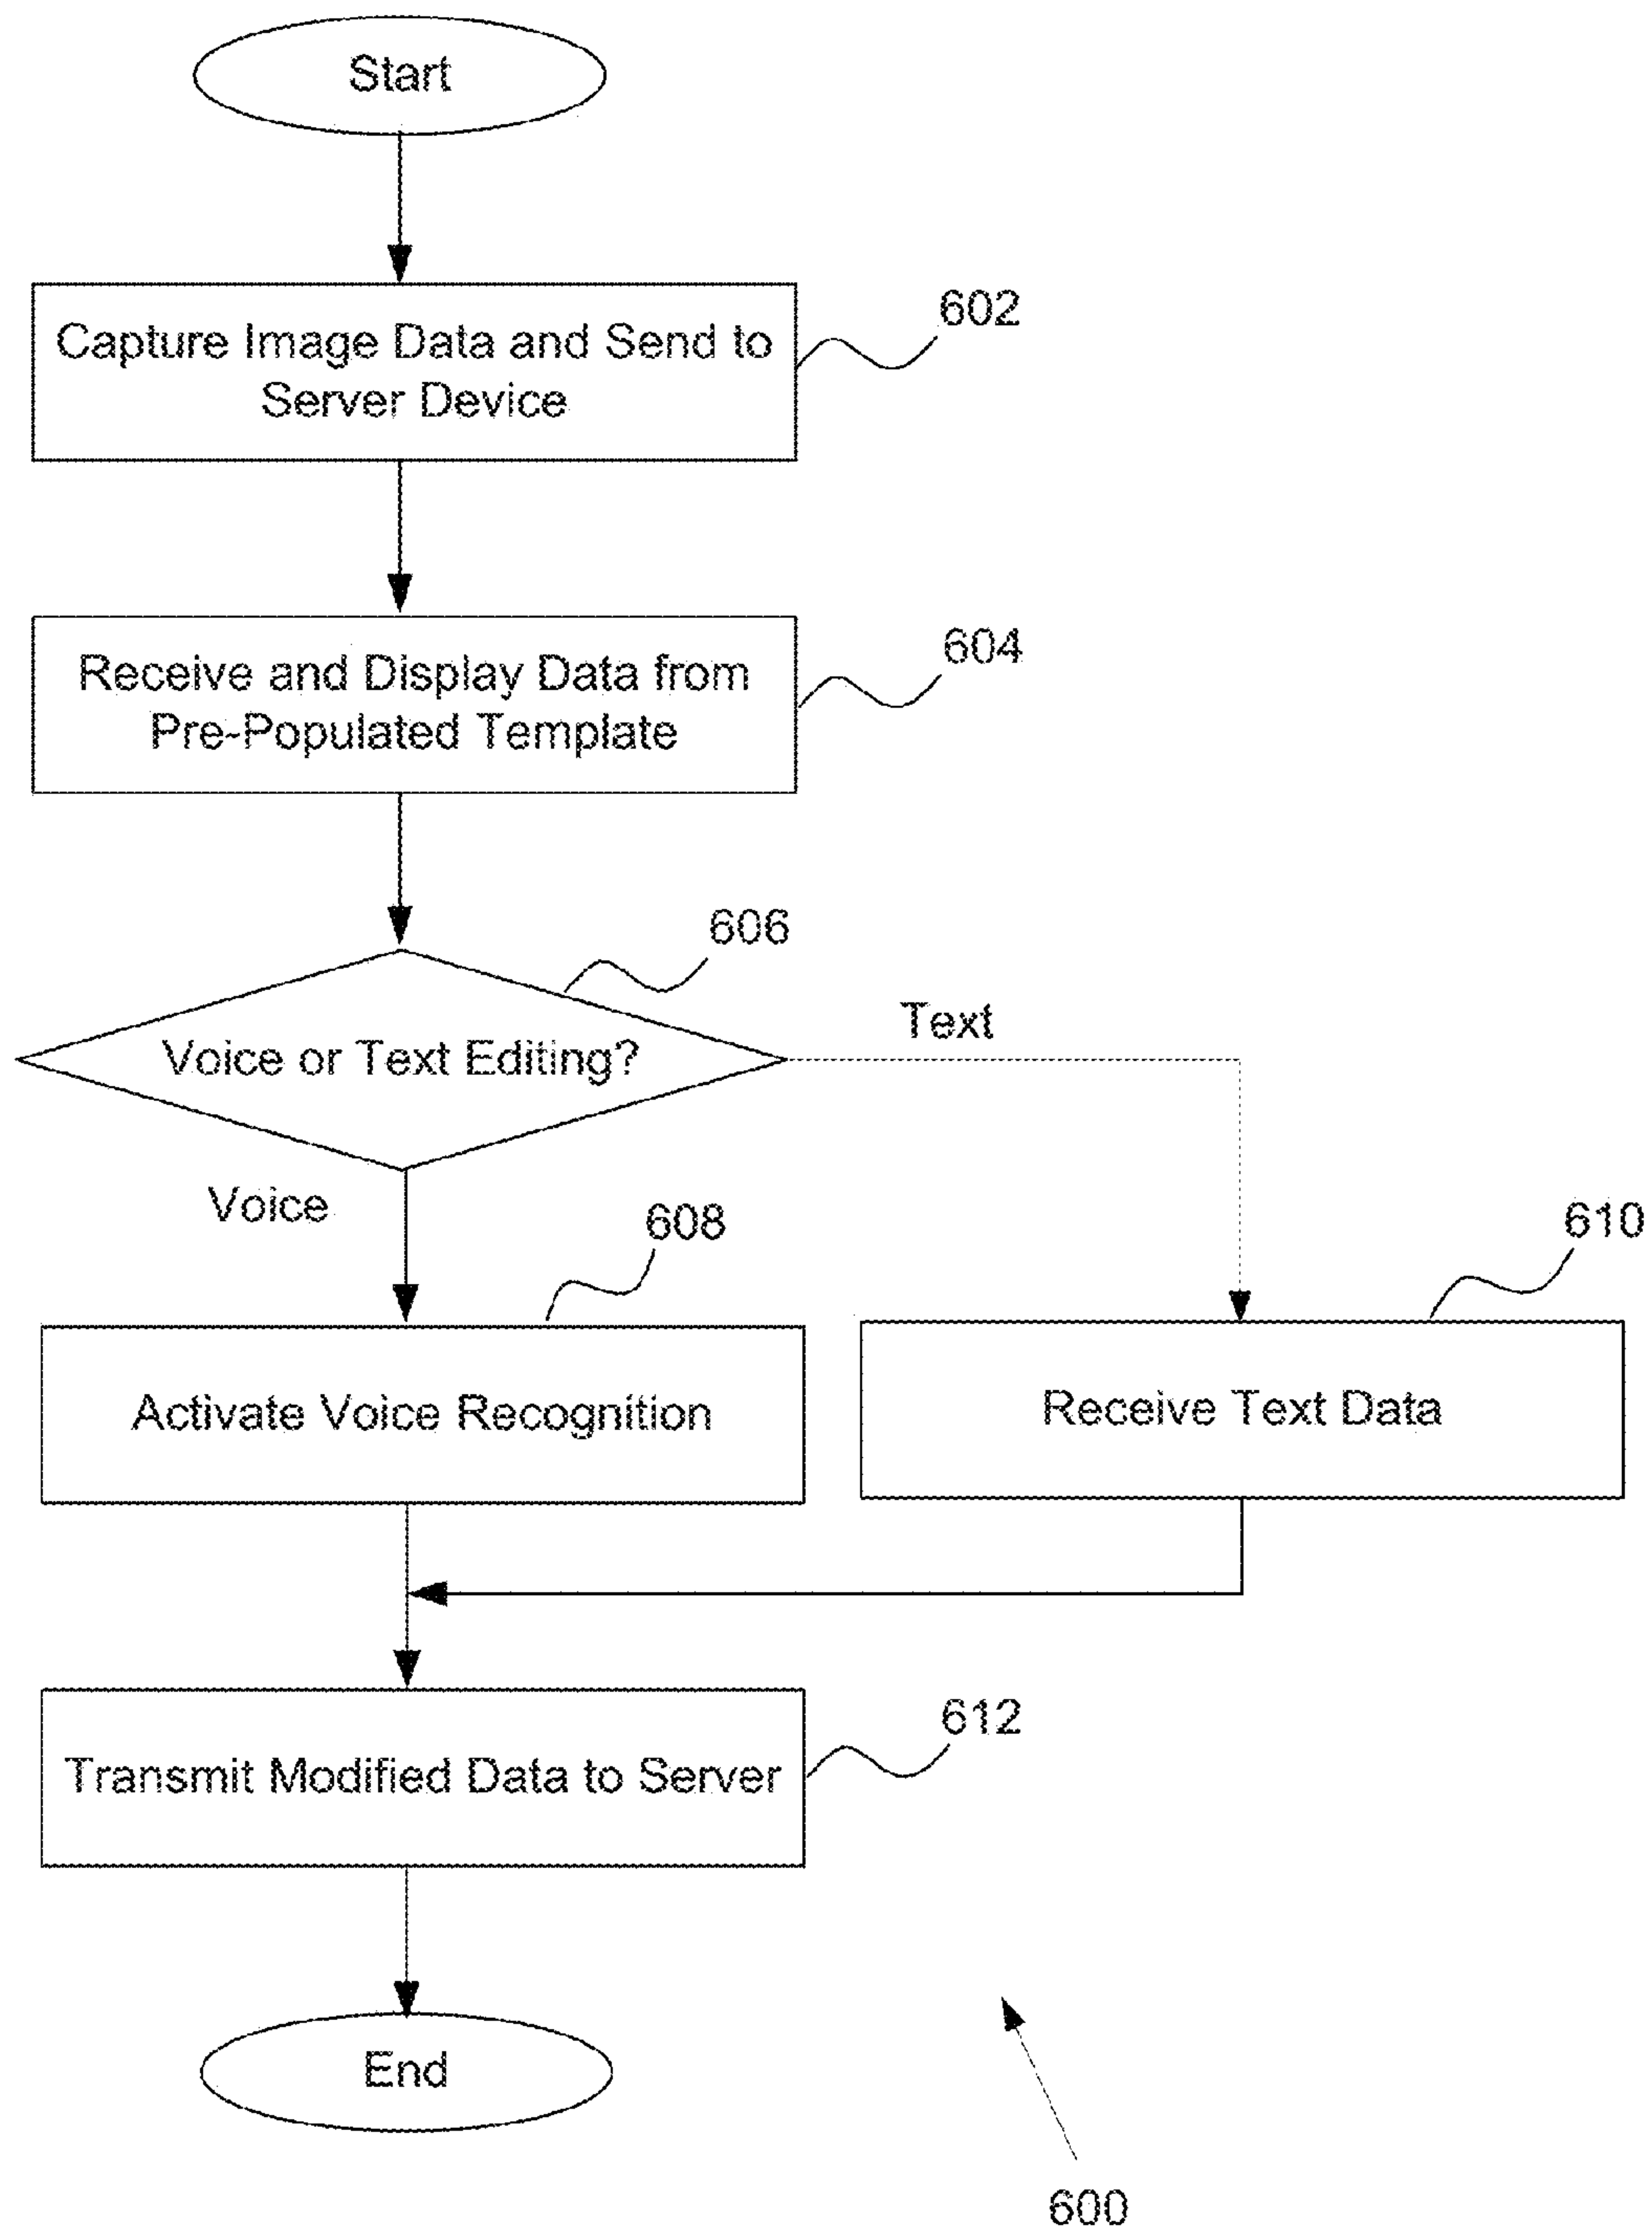 Start
602
Capture Image Data and Send to
Server Device
604
Receive and Display Data from
Pre-Populated Template
606
Text
Voice or Text Editing?
Voice
608
610
Activate Voice Recognition
Receive Text Data
612
Transmit Modified Data to Server
End
600